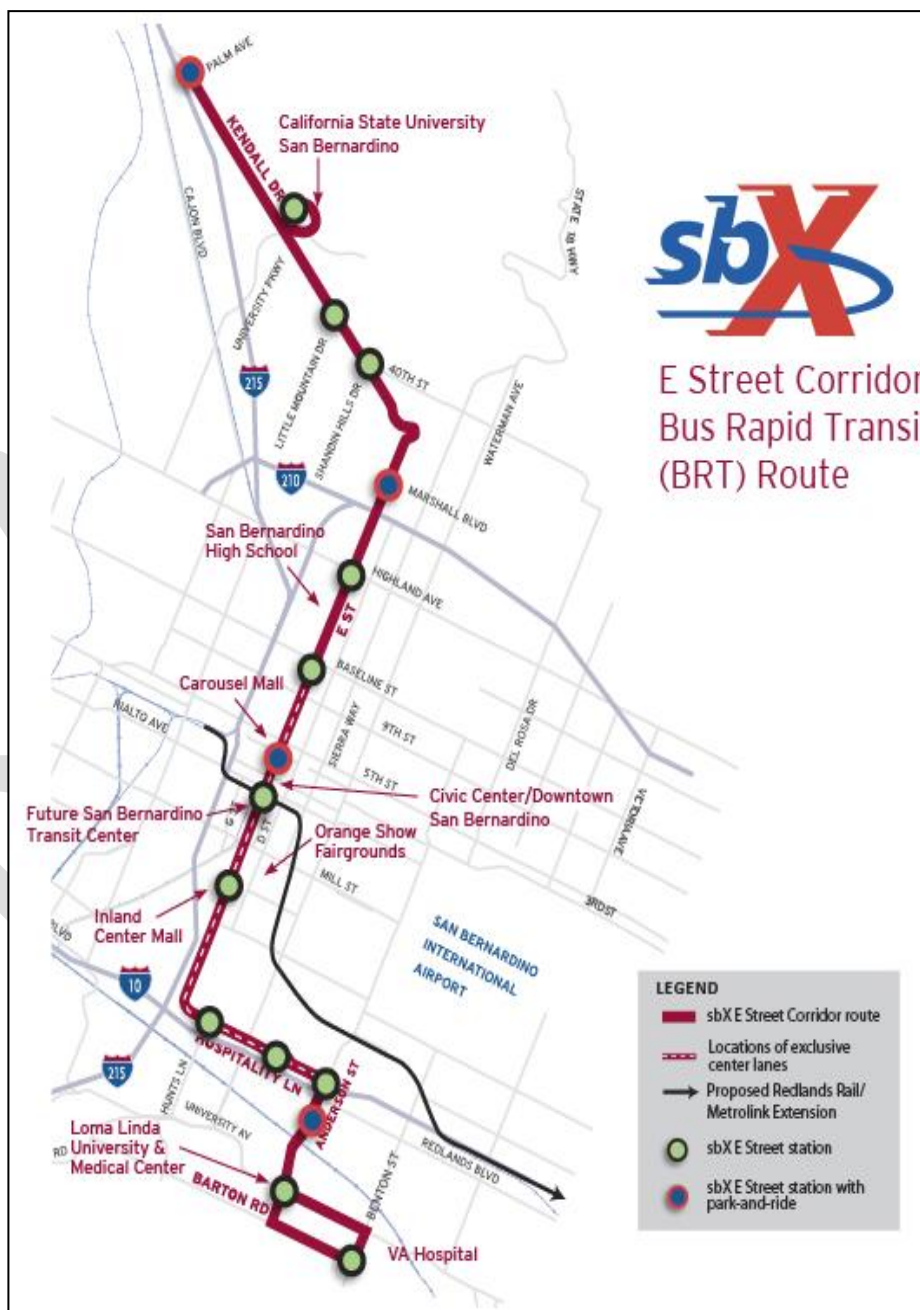 PALM AVE
KENDALL DR
California State University
San Bernardino
CAJON BLVD
STATE 18 HWY
UNIVERSITY PKWY
LITTLE MOUNTAIN DR
SHANDIN HILLS DR
40TH ST
WATERMAN AVE
215
210
MARSHALL BLVD
sbX
E Street Corridor
Bus Rapid Transi
(BRT) Route
San Bernardino
High School
HIGHLAND AVE
E ST
BASELINE ST
Carousel Mall
RIALTO AVE
SIERRA WAY
9TH ST
5TH ST
DEL ROSA DR
VICTORIA AVE
Civic Center/Downtown
San Bernardino
Future San Bernardino
Transit Center
G ST
D ST
Orange Show
Fairgrounds
MILL ST
3RD ST
Inland
Center Mall
BLVD
SAN BERNARDINO
INTERNATIONAL
AIRPORT
10
HOSPITALITY LN
215
HUNTS LN
ANDERSON ST
UNIVERSITY AV
REDLANDS BLVD
Loma Linda
University &
Medical Center
RD
BARTON RD
BENTON ST
VA Hospital
LEGEND
sbX E Street Corridor route
Locations of exclusive
center lanes
Proposed Redlands Rail/
Metrolink Extension
sbX E Street station
sbX E Street station with
park-and-ride